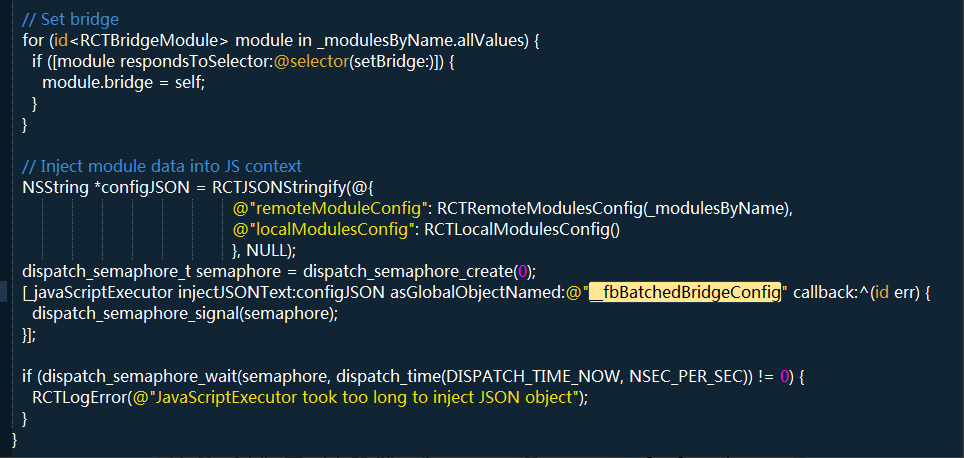 // Set bridge
for (id<RCTBridgeModule> module in _modulesByName.allValues) {
if ([module respondsToSelector:@selector(setBridge:)]) {
module.bridge = self;
}
}
// Inject module data into JS context
NSString *configJSON = RCTJSONStringify(@{
@"remoteModuleConfig": RCTRemoteModulesConfig(_modulesByName),
@"localModulesConfig": RCTLocalModulesConfig()
}, NULL);
dispatch_semaphore_t semaphore = dispatch_semaphore_create(0);
[_javaScriptExecutor injectJSONText:configJSON asGlobalObjectNamed:@"__fbBatchedBridgeConfig" callback:^(id err) {
dispatch_semaphore_signal(semaphore);
}];
if (dispatch_semaphore_wait(semaphore, dispatch_time(DISPATCH_TIME_NOW, NSEC_PER_SEC)) != 0) {
RCTLogError(@"JavaScriptExecutor took too long to inject JSON object");
}
}